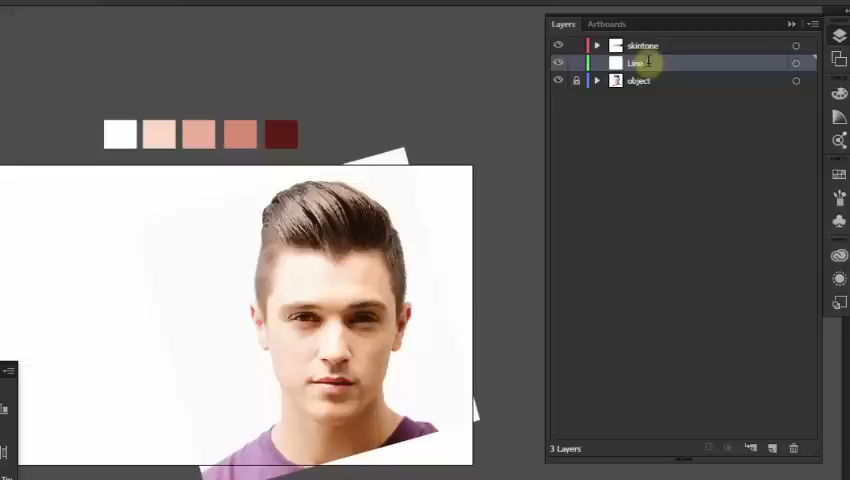 Layers Artboards
skintone
Line
object
3 Layers